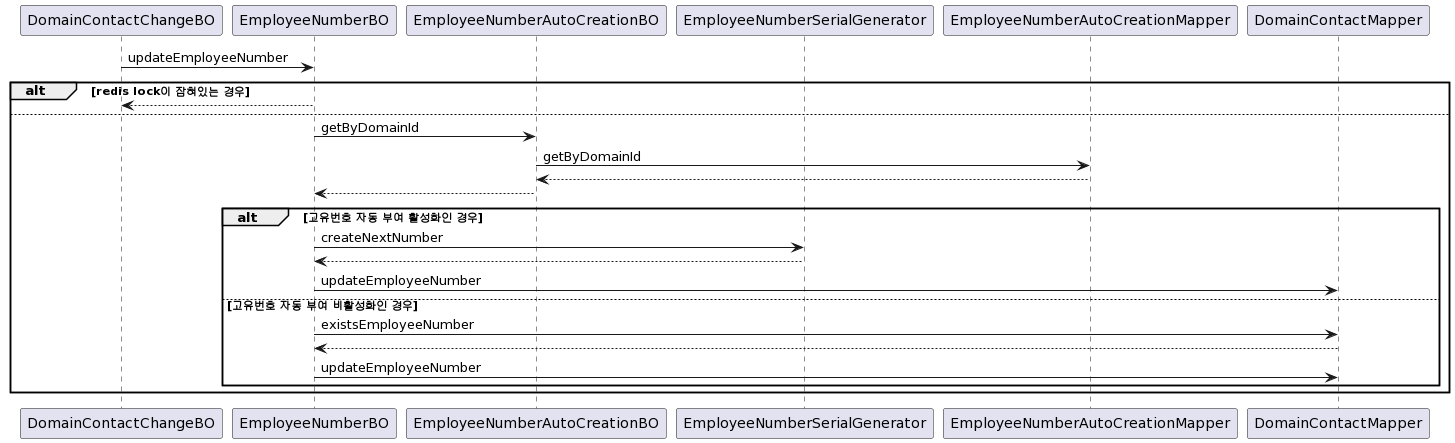 DomainContactChangeBO EmployeeNumberBO EmployeeNumberAutoCreationBO EmployeeNumberSerialGenerator EmployeeNumberAutoCreationMapper DomainContactMapper
updateEmployeeNumber
alt [redis lock이 잠혀있는 경우]
getByDomainId
getByDomainId
alt [고유번호 자동 부여 활성화인 경우]
createNextNumber
updateEmployeeNumber
[고유번호 자동 부여 비활성화인 경우]
existsEmployeeNumber
updateEmployeeNumber
DomainContactChangeBO EmployeeNumberBO EmployeeNumberAutoCreationBO EmployeeNumberSerialGenerator EmployeeNumberAutoCreationMapper DomainContactMapper